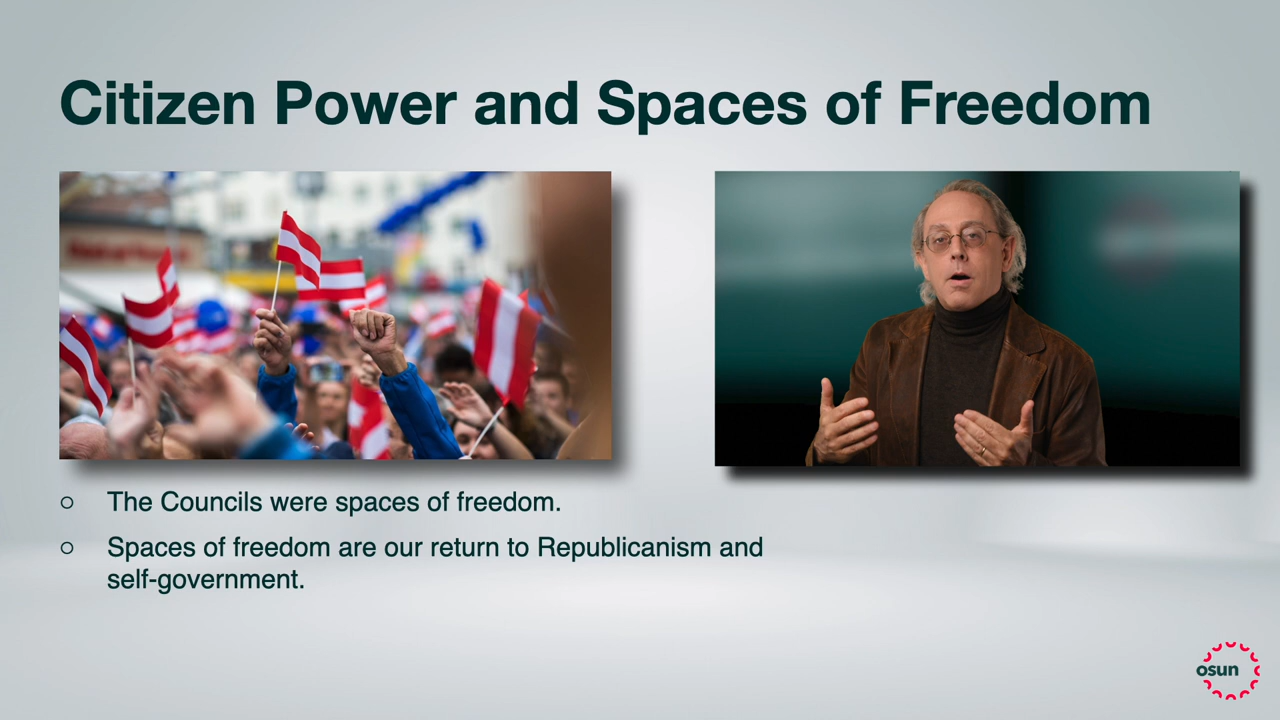 Citizen Power and Spaces of Freedom
○ The Councils were spaces of freedom.
○ Spaces of freedom are our return to Republicanism and
self-government.
osun